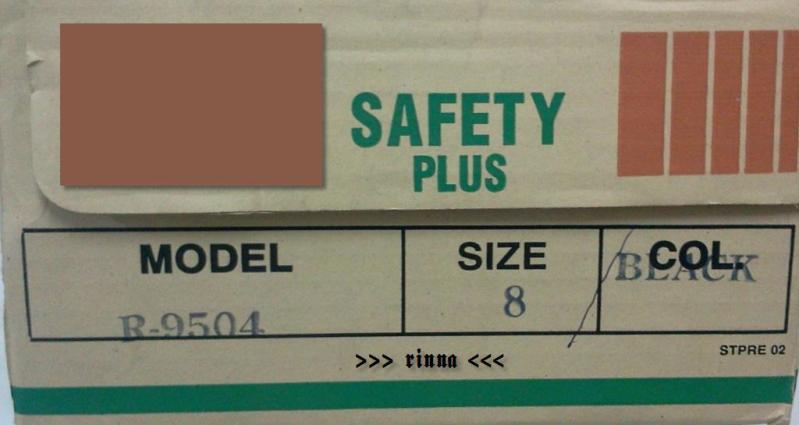 SAFETY
PLUS
MODEL SIZE COL.
R-9504 8 BLACK
STPRE 02
>>> rinna <<<